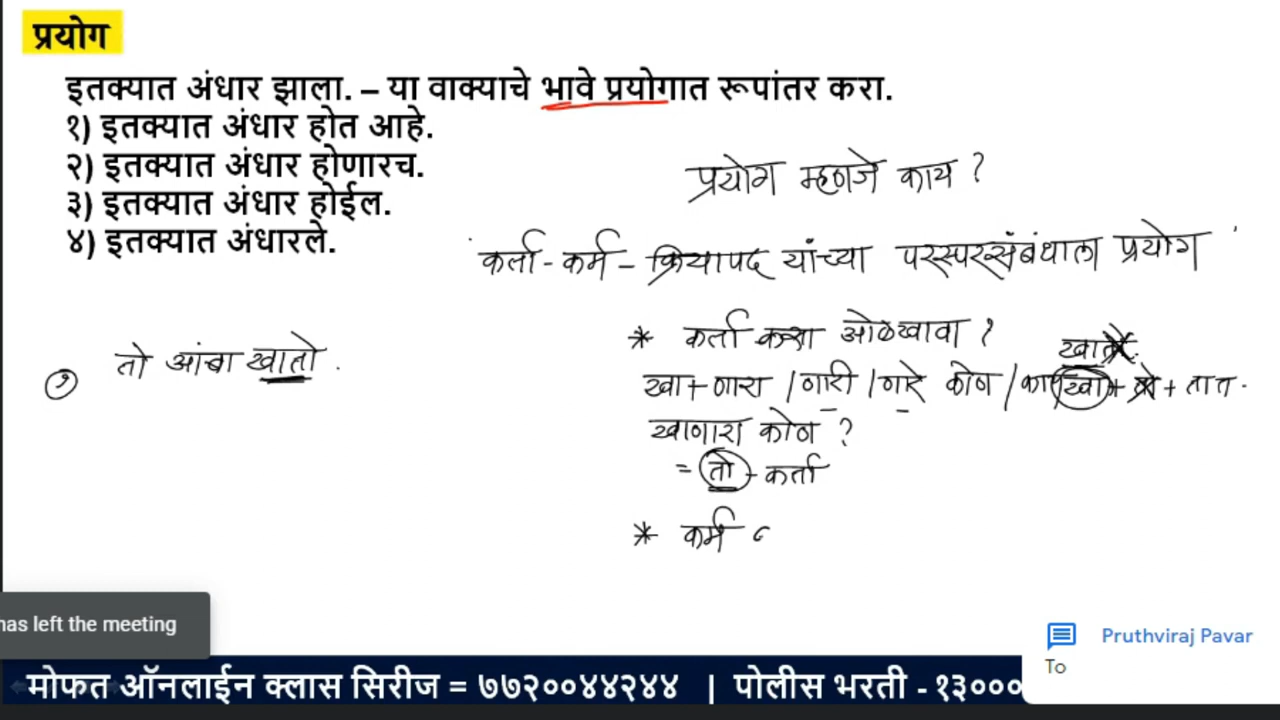 प्रयोग
इतक्यात अंधार झाला. – या वाक्याचे भावे प्रयोगात रूपांतर करा.
१) इतक्यात अंधार होत आहे.
२) इतक्यात अंधार होणारच.
३) इतक्यात अंधार होईल.
४) इतक्यात अंधारले.
प्रयोग म्हणजे काय ?
कर्ता - कर्म - क्रियापद यांच्या परस्परसंबंधाला प्रयोग
* कर्ता कसा ओळखावा ?
१ तो आंबा खातो .
खा + णारा / णारी / णारे कोण / खा + तात .
खाणारा कोण ?
= तो - कर्ता
* कर्म
has left the meeting
Pruthviraj Pavar
To
मोफत ऑनलाईन क्लास सिरीज = ७७२००४४२४४ | पोलीस भरती - १३०००